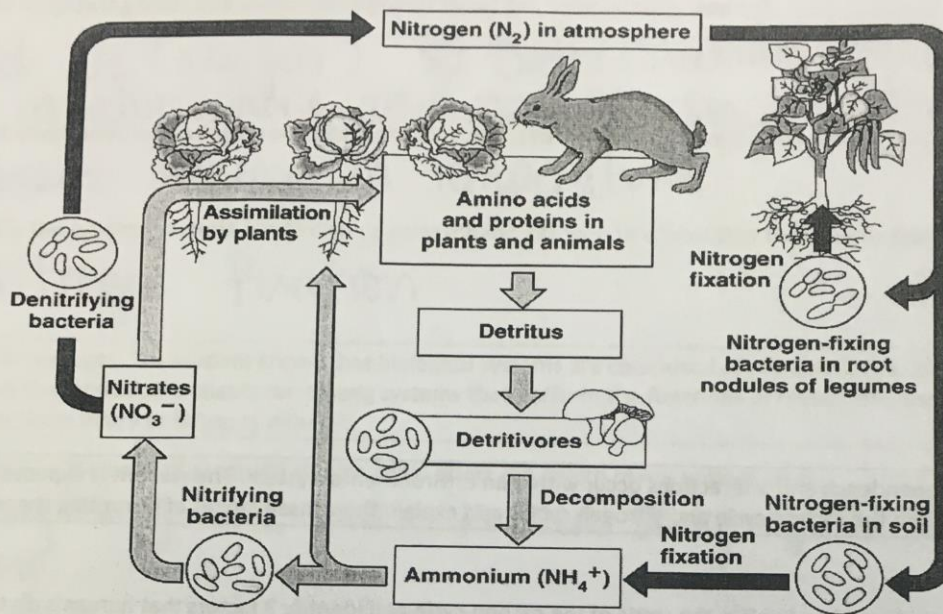 Nitrogen (N₂) in atmosphere
Assimilation
by plants
Amino acids
and proteins in
plants and animals
Nitrogen
fixation
Denitrifying
bacteria
Detritus
Nitrogen-fixing
bacteria in root
nodules of legumes
Nitrates
(NO₃⁻)
Detritivores
Nitrifying
bacteria
Decomposition
Nitrogen-fixing
bacteria in soil
Nitrogen
fixation
Ammonium (NH₄⁺)